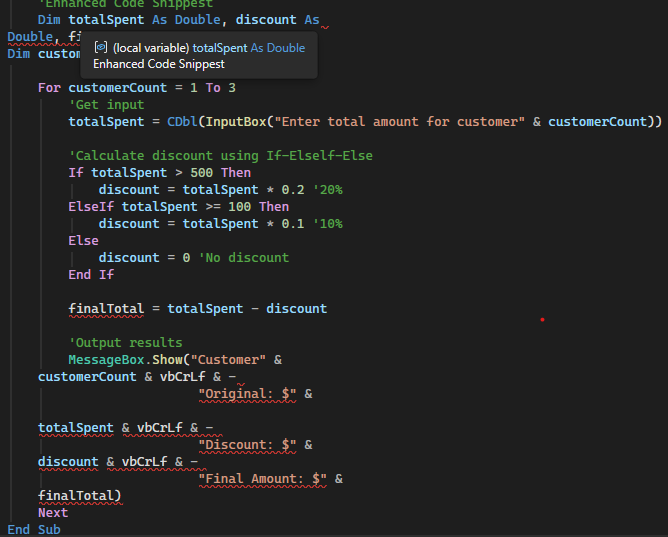 'Enhanced Code Snippest
Dim totalSpent As Double, discount As
Double, fi
(local variable) totalSpent As Double
Enhanced Code Snippest
Dim custom
For customerCount = 1 To 3
'Get input
totalSpent = CDbl(InputBox("Enter total amount for customer" & customerCount))
'Calculate discount using If-Elself-Else
If totalSpent > 500 Then
discount = totalSpent * 0.2 '20%
ElseIf totalSpent >= 100 Then
discount = totalSpent * 0.1 '10%
Else
discount = 0 'No discount
End If
finalTotal = totalSpent - discount
'Output results
MessageBox.Show("Customer" &
customerCount & vbCrLf & -
"Original: $" &
totalSpent & vbCrLf & -
"Discount: $" &
discount & vbCrLf & -
"Final Amount: $" &
finalTotal)
Next
End Sub